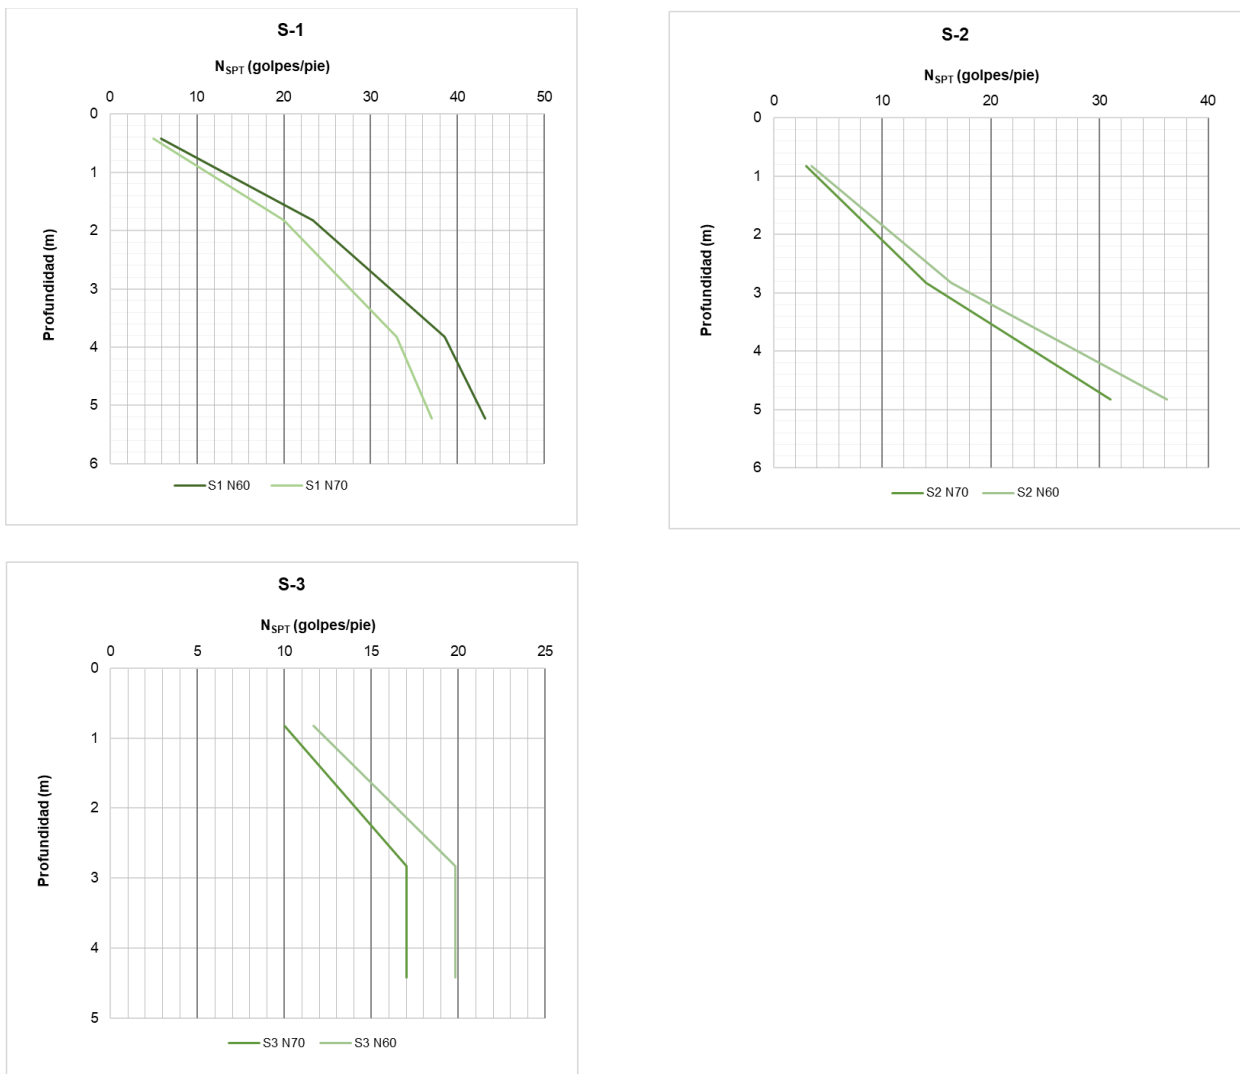 S-1
NSPT (golpes/pie)
0 10 20 30 40 50
0
1
2
3
4
5
6
Profundidad (m)
S1 N60 S1 N70
S-2
NSPT (golpes/pie)
0 10 20 30 40
0
1
2
3
4
5
6
Profundidad (m)
S2 N70 S2 N60
S-3
NSPT (golpes/pie)
0 5 10 15 20 25
0
1
2
3
4
5
Profundidad (m)
S3 N70 S3 N60